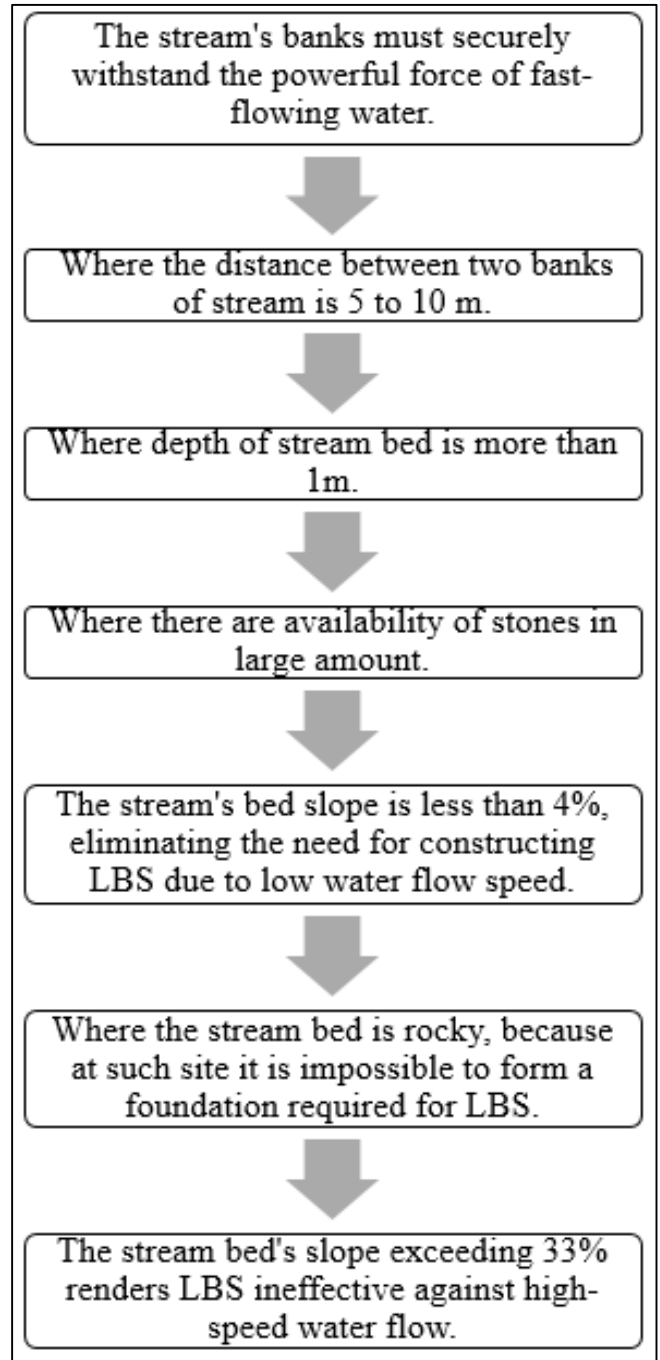 The stream's banks must securely
withstand the powerful force of fast-
flowing water.
Where the distance between two banks
of stream is 5 to 10 m.
Where depth of stream bed is more than
1m.
Where there are availability of stones in
large amount.
The stream's bed slope is less than 4%,
eliminating the need for constructing
LBS due to low water flow speed.
Where the stream bed is rocky, because
at such site it is impossible to form a
foundation required for LBS.
The stream bed's slope exceeding 33%
renders LBS ineffective against high-
speed water flow.